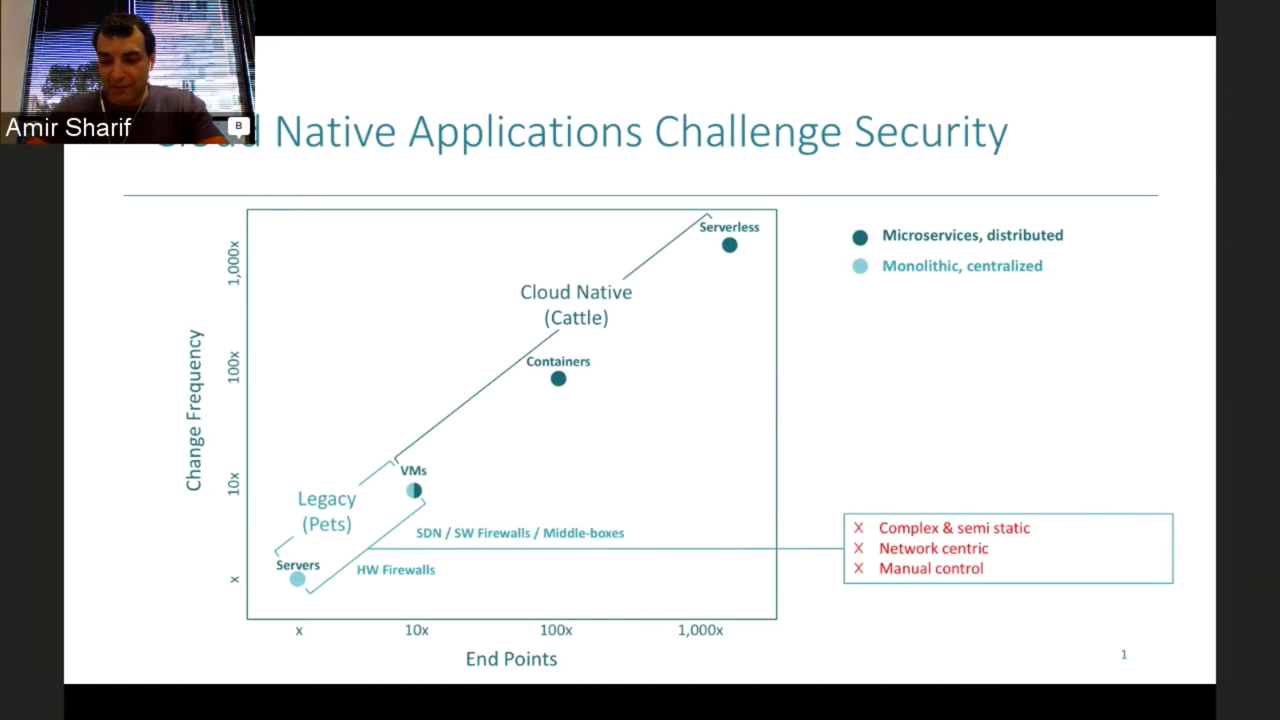 Amir Sharif
B
Native Applications Challenge Security
Serverless
Microservices, distributed
Monolithic, centralized
1,000x
Cloud Native
(Cattle)
Containers
100x
Change Frequency
VMs
10x
Legacy
(Pets)
SDN / SW Firewalls / Middle-boxes
Servers
HW Firewalls
x
X Complex & semi static
X Network centric
X Manual control
x 10x 100x 1,000x
End Points
1